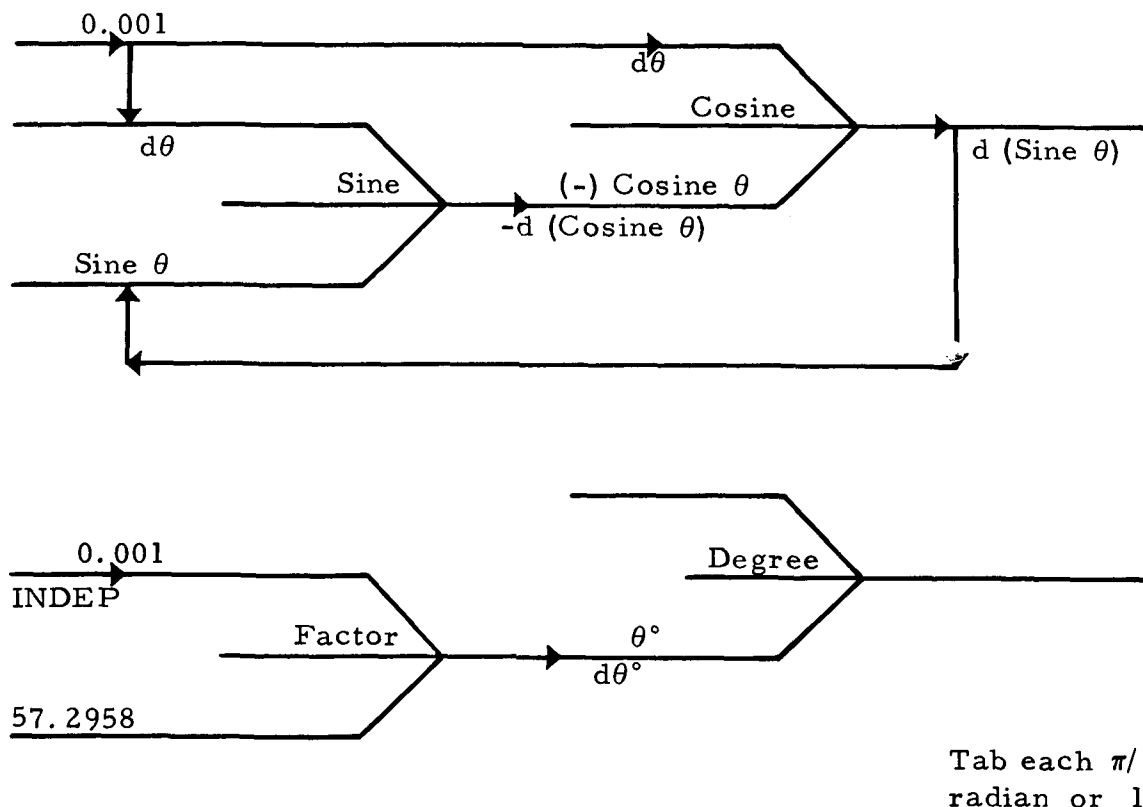 0.001
dθ
Cosine
dθ
d (Sine θ)
Sine
(-) Cosine θ
-d (Cosine θ)
Sine θ
0.001
Degree
INDEP
Factor
θ°
dθ°
57.2958
Tab each π/
radian or 1